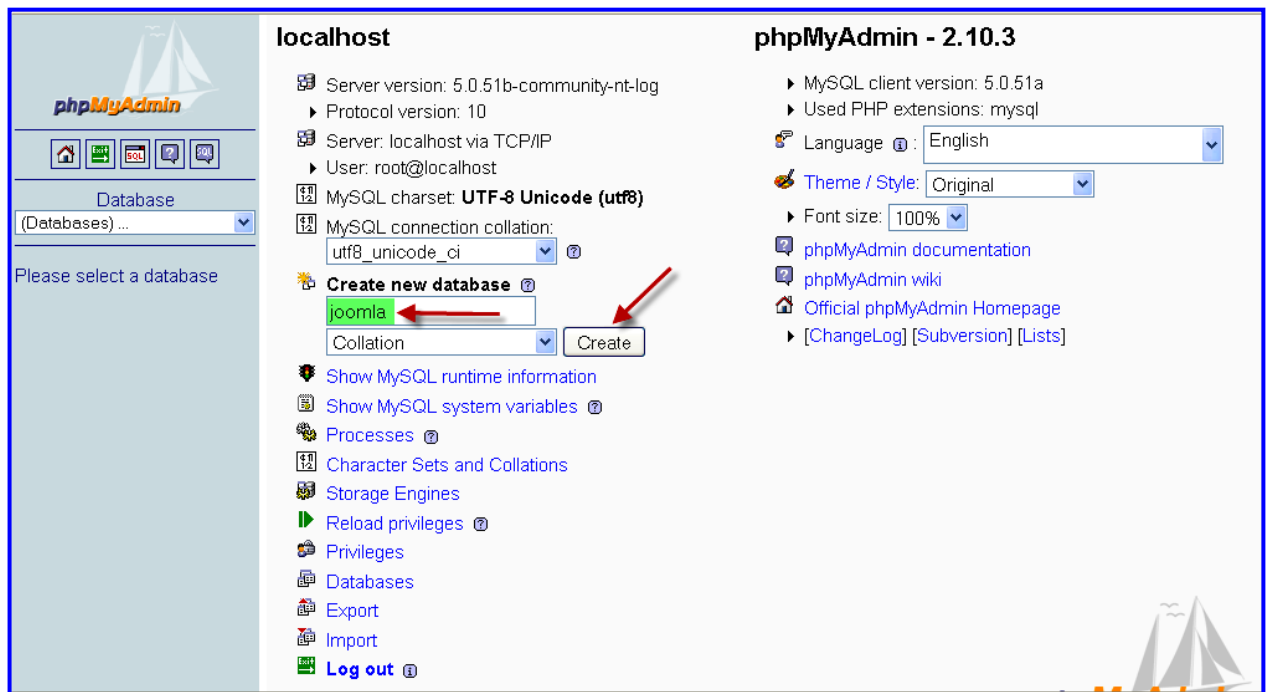 phpMyAdmin
SQL
SQL
Database
(Databases) ...
Please select a database
localhost
Server version: 5.0.51b-community-nt-log
Protocol version: 10
Server: localhost via TCP/IP
User: root@localhost
MySQL charset: UTF-8 Unicode (utf8)
MySQL connection collation:
utf8_unicode_ci
Create new database
joomla
Collation
Create
Show MySQL runtime information
Show MySQL system variables
Processes
Character Sets and Collations
Storage Engines
Reload privileges
Privileges
Databases
Export
Import
Log out
phpMyAdmin - 2.10.3
MySQL client version: 5.0.51a
Used PHP extensions: mysql
Language : English
Theme / Style: Original
Font size: 100%
phpMyAdmin documentation
phpMyAdmin wiki
Official phpMyAdmin Homepage
[ChangeLog] [Subversion] [Lists]